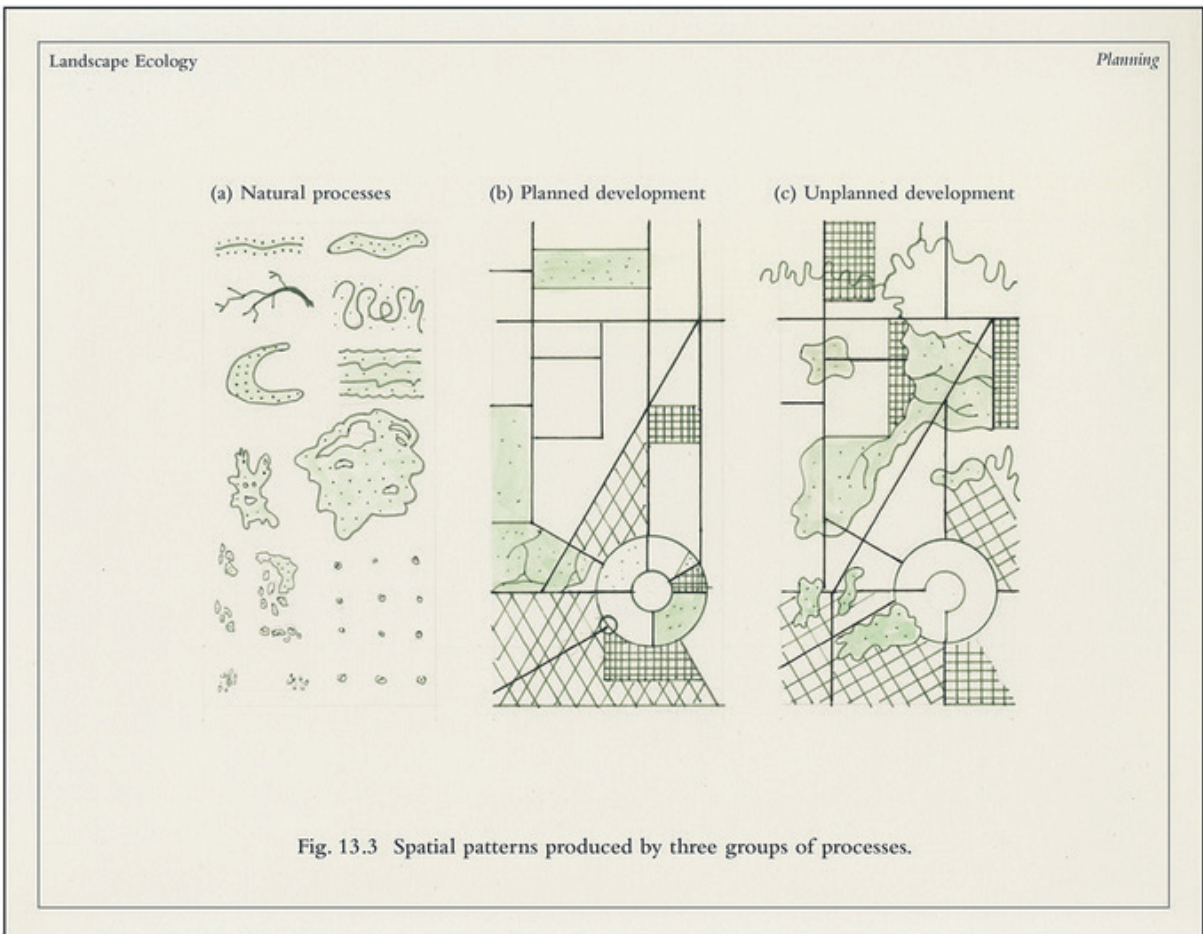 Landscape Ecology
Planning
(a) Natural processes
(b) Planned development
(c) Unplanned development
Fig. 13.3 Spatial patterns produced by three groups of processes.